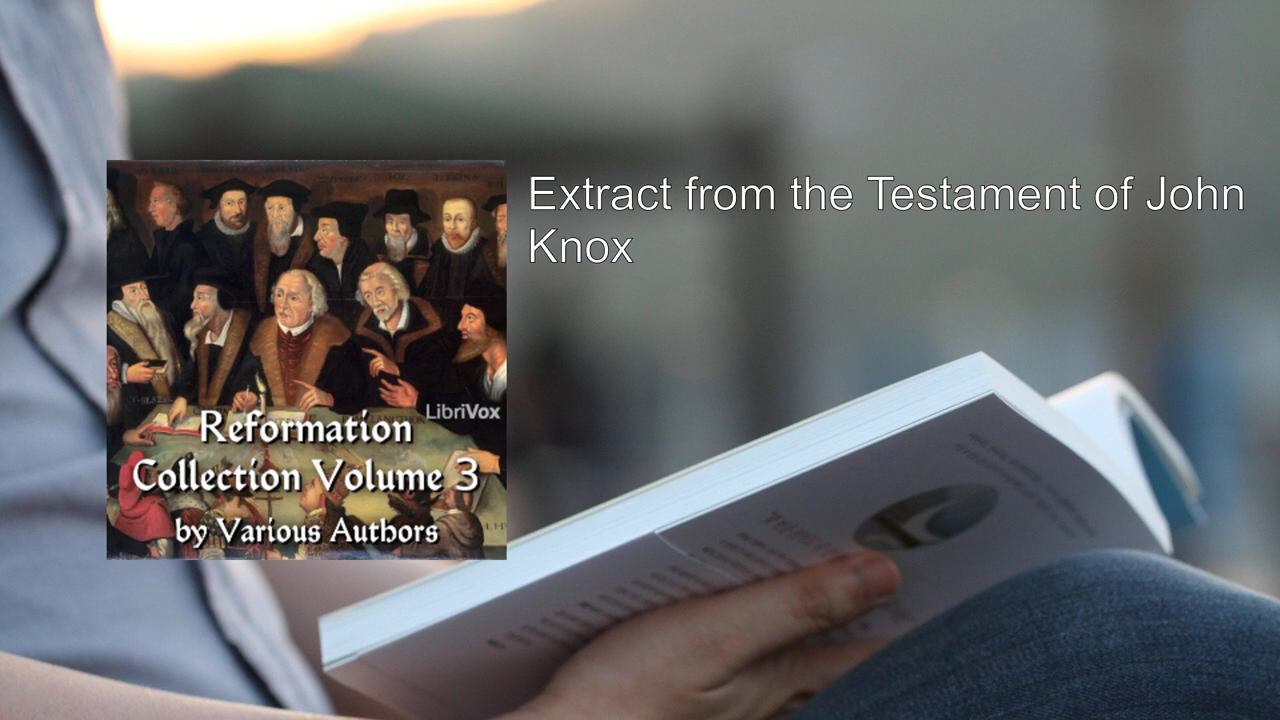 Extract from the Testament of John
Knox
LibriVox
Reformation
Collection Volume 3
by Various Authors